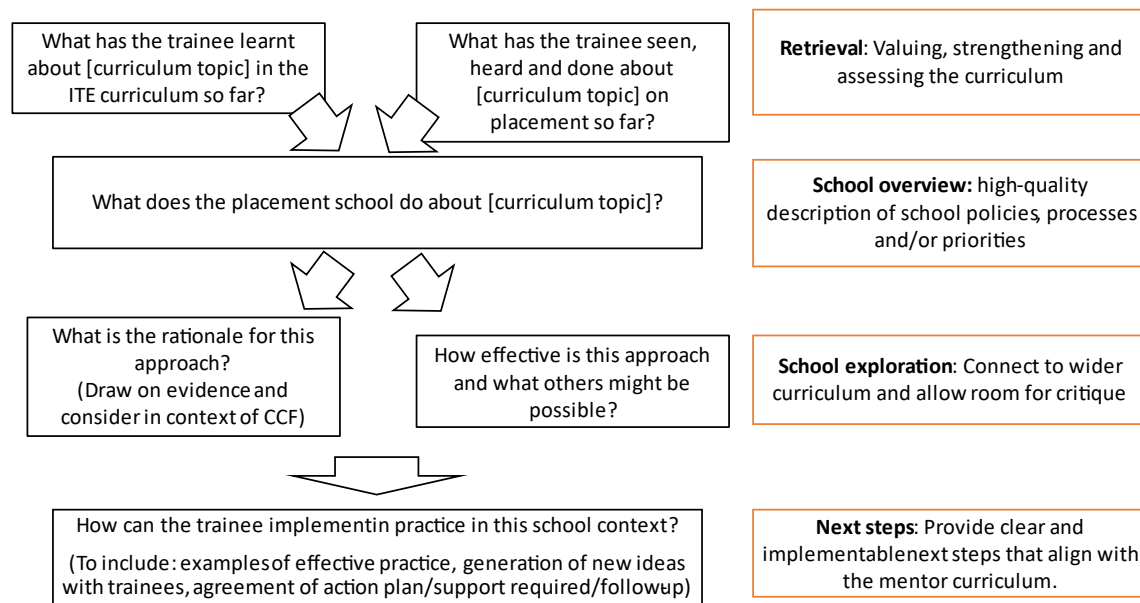 What has the trainee learnt
about [curriculum topic] in the
ITE curriculum so far?
What has the trainee seen,
heard and done about
[curriculum topic] on
placement so far?
Retrieval: Valuing, strengthening and
assessing the curriculum
What does the placement school do about [curriculum topic]?
School overview: high-quality
description of school policies, processes
and/or priorities
What is the rationale for this
approach?
(Draw on evidence and
consider in context of CCF)
How effective is this approach
and what others might be
possible?
School exploration: Connect to wider
curriculum and allow room for critique
How can the trainee implementin practice in this school context?
(To include: examples of effective practice, generation of new ideas
with trainees, agreement of action plan/support required/follow-up)
Next steps: Provide clear and
implementablenext steps that align with
the mentor curriculum.